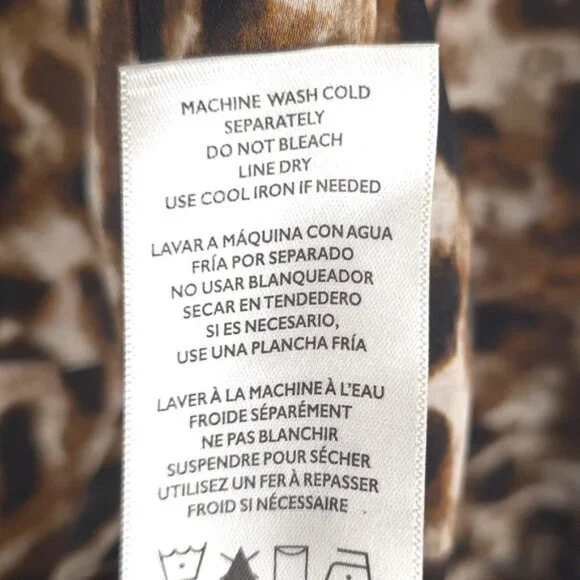 MACHINE WASH COLD
SEPARATELY
DO NOT BLEACH
LINE DRY
USE COOL IRON IF NEEDED
LAVAR A MÁQUINA CON AGUA
FRÍA POR SEPARADO
NO USAR BLANQUEADOR
SECAR EN TENDEDERO
SI ES NECESARIO,
USE UNA PLANCHA FRÍA
LAVER À LA MACHINE À L'EAU
FROIDE SÉPARÉMENT
NE PAS BLANCHIR
SUSPENDRE POUR SÉCHER
UTILISEZ UN FER À REPASSER
FROID SI NÉCESSAIRE